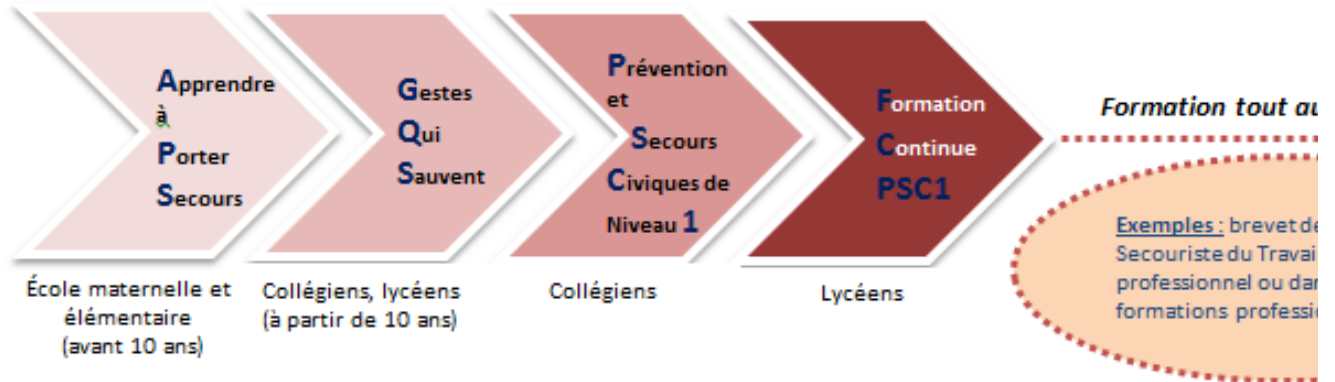 Apprendre
à
Porter
Secours
École maternelle et
élémentaire
(avant 10 ans)
Gestes
Qui
Sauvent
Collégiens, lycéens
(à partir de 10 ans)
Prévention
et
Secours
Civiques de
Niveau 1
Collégiens
Formation
Continue
PSC1
Lycéens
Formation tout au
Exemples : brevet de
Secouriste du Travai
professionnel ou dan
formations professio